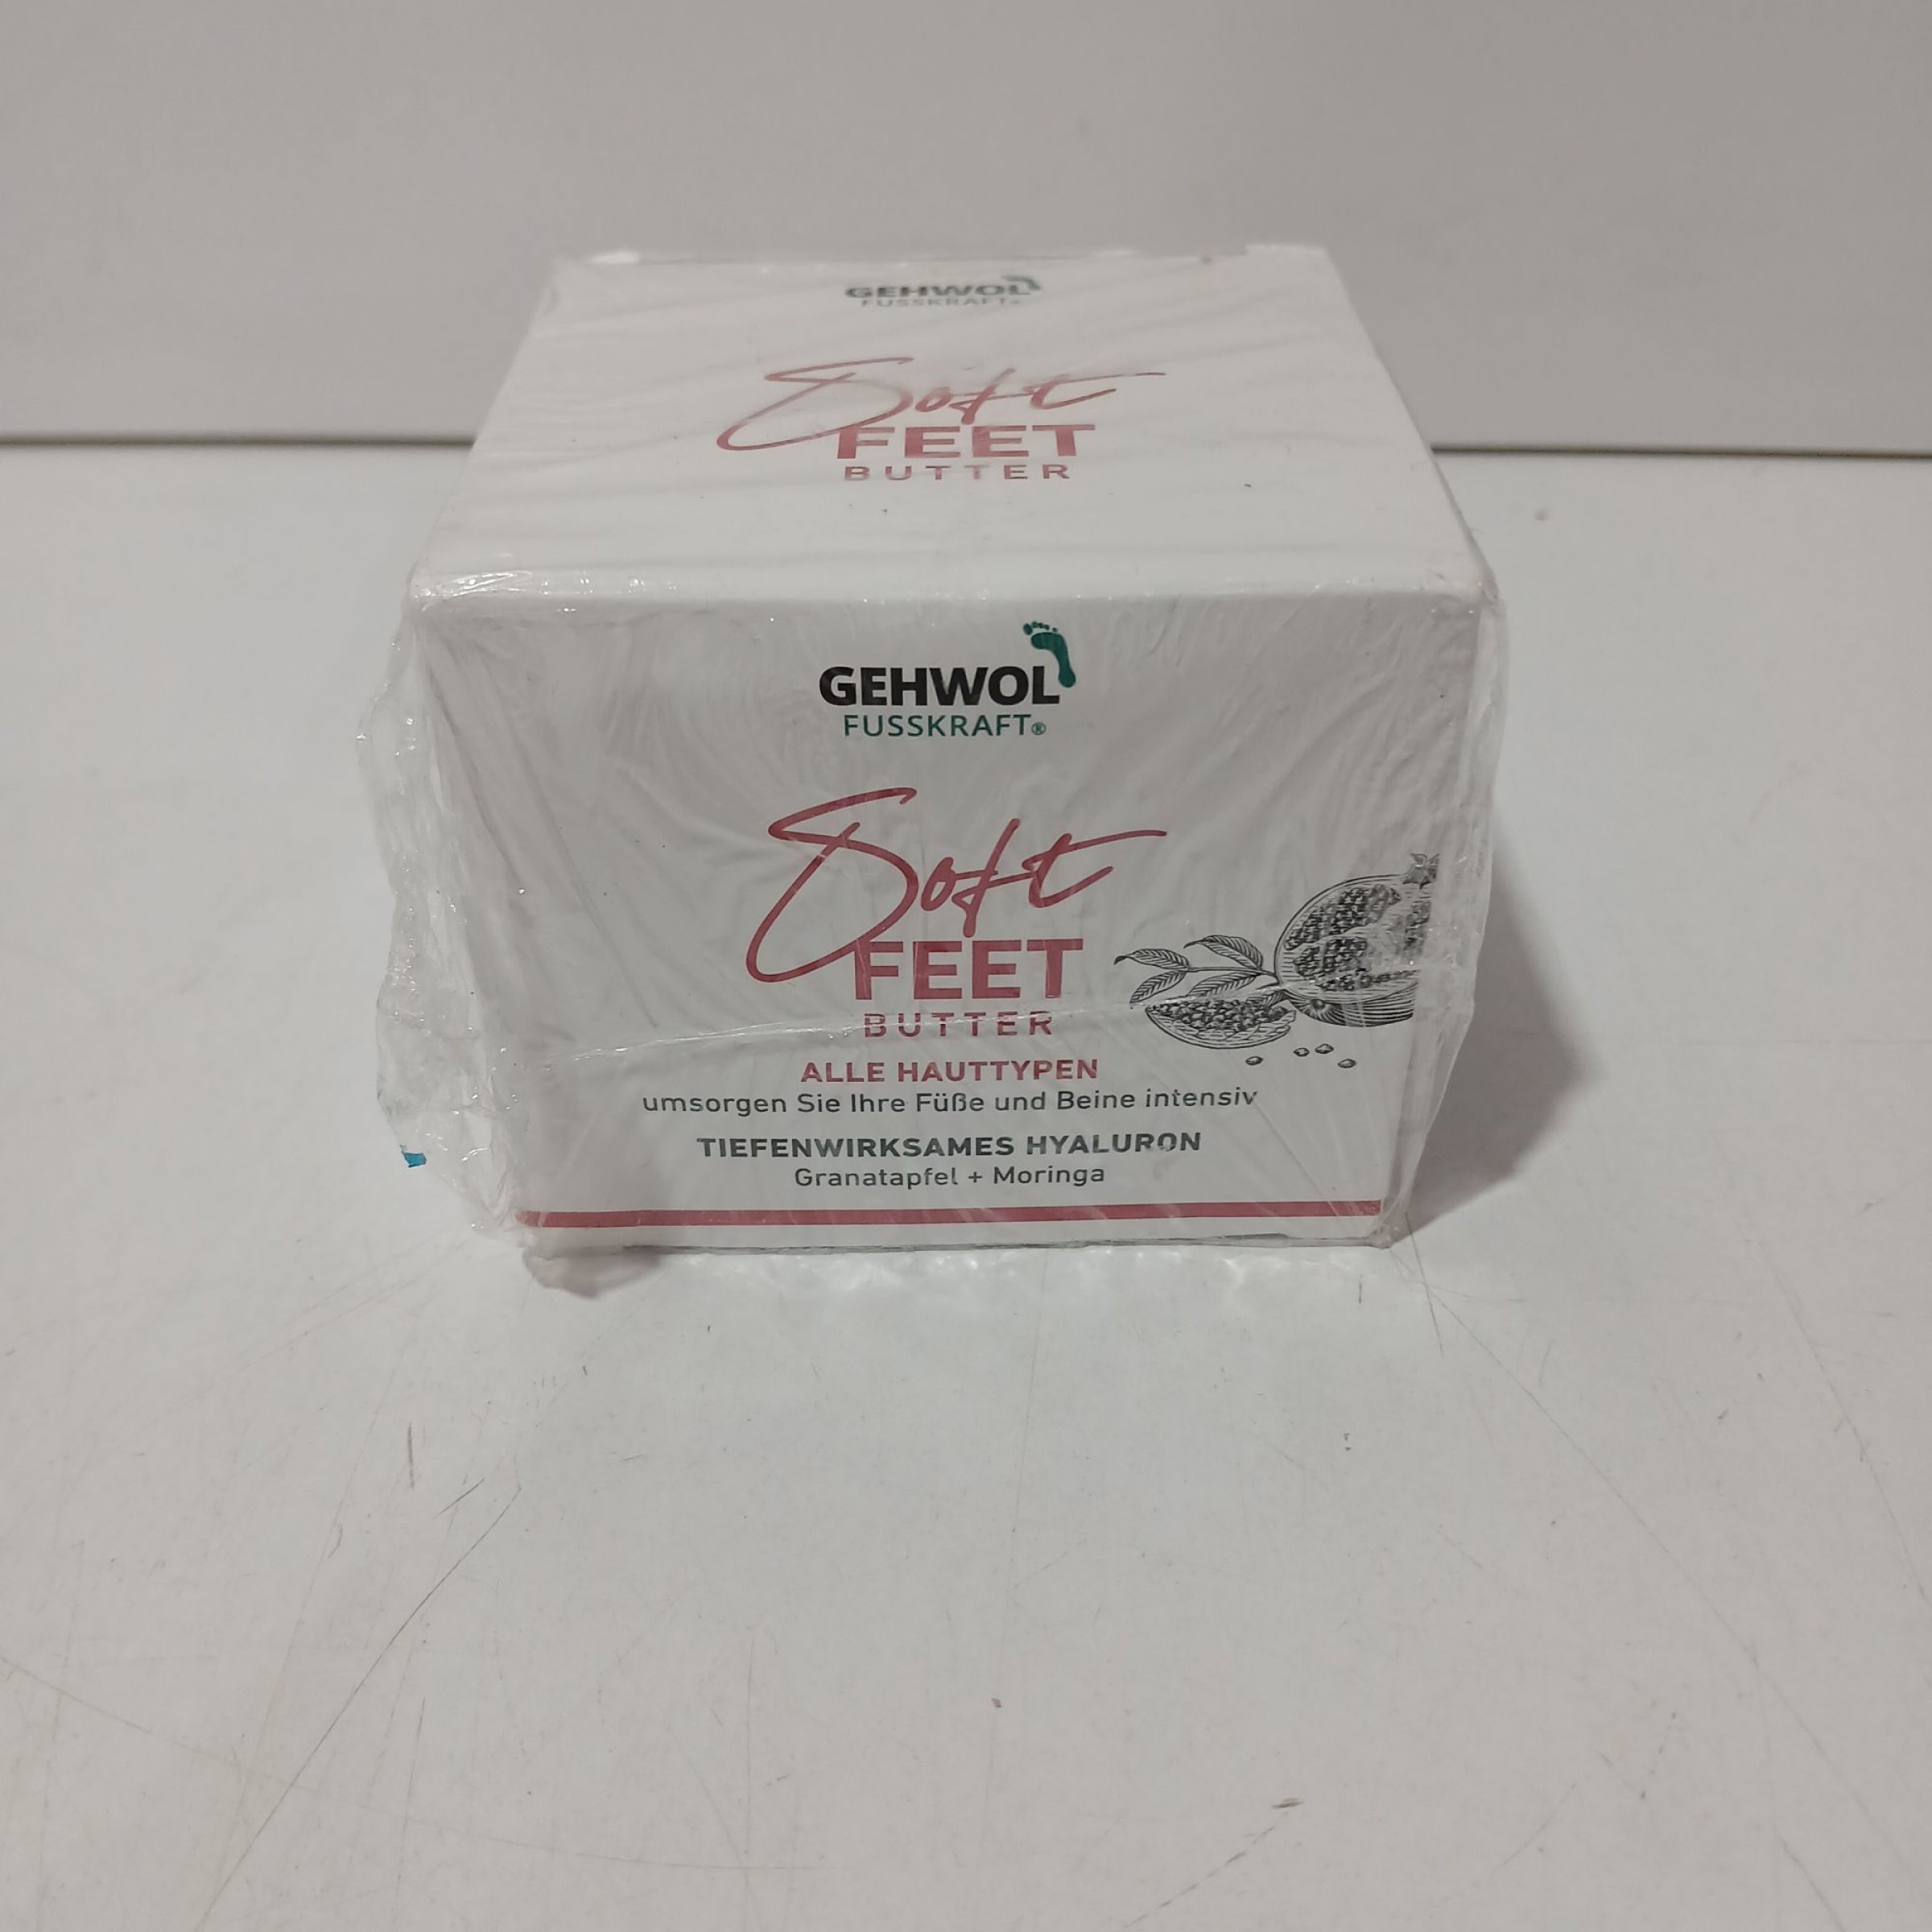 GEHWOL
FUSSKRAFT®
Soft
FEET
BUTTER
GEHWOL
FUSSKRAFT®
Soft
FEET
BUTTER
ALLE HAUTTYPEN
umsorgen Sie Ihre Füße und Beine intensiv
TIEFENWIRKSAMES HYALURON
Granatapfel + Moringa